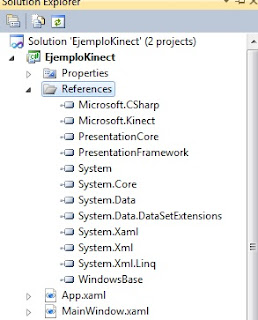 Solution Explorer
Solution 'EjemploKinect' (2 projects)
EjemploKinect
Properties
References
Microsoft.CSharp
Microsoft.Kinect
PresentationCore
PresentationFramework
System
System.Core
System.Data
System.Data.DataSetExtensions
System.Xaml
System.Xml
System.Xml.Linq
WindowsBase
App.xaml
MainWindow.xaml